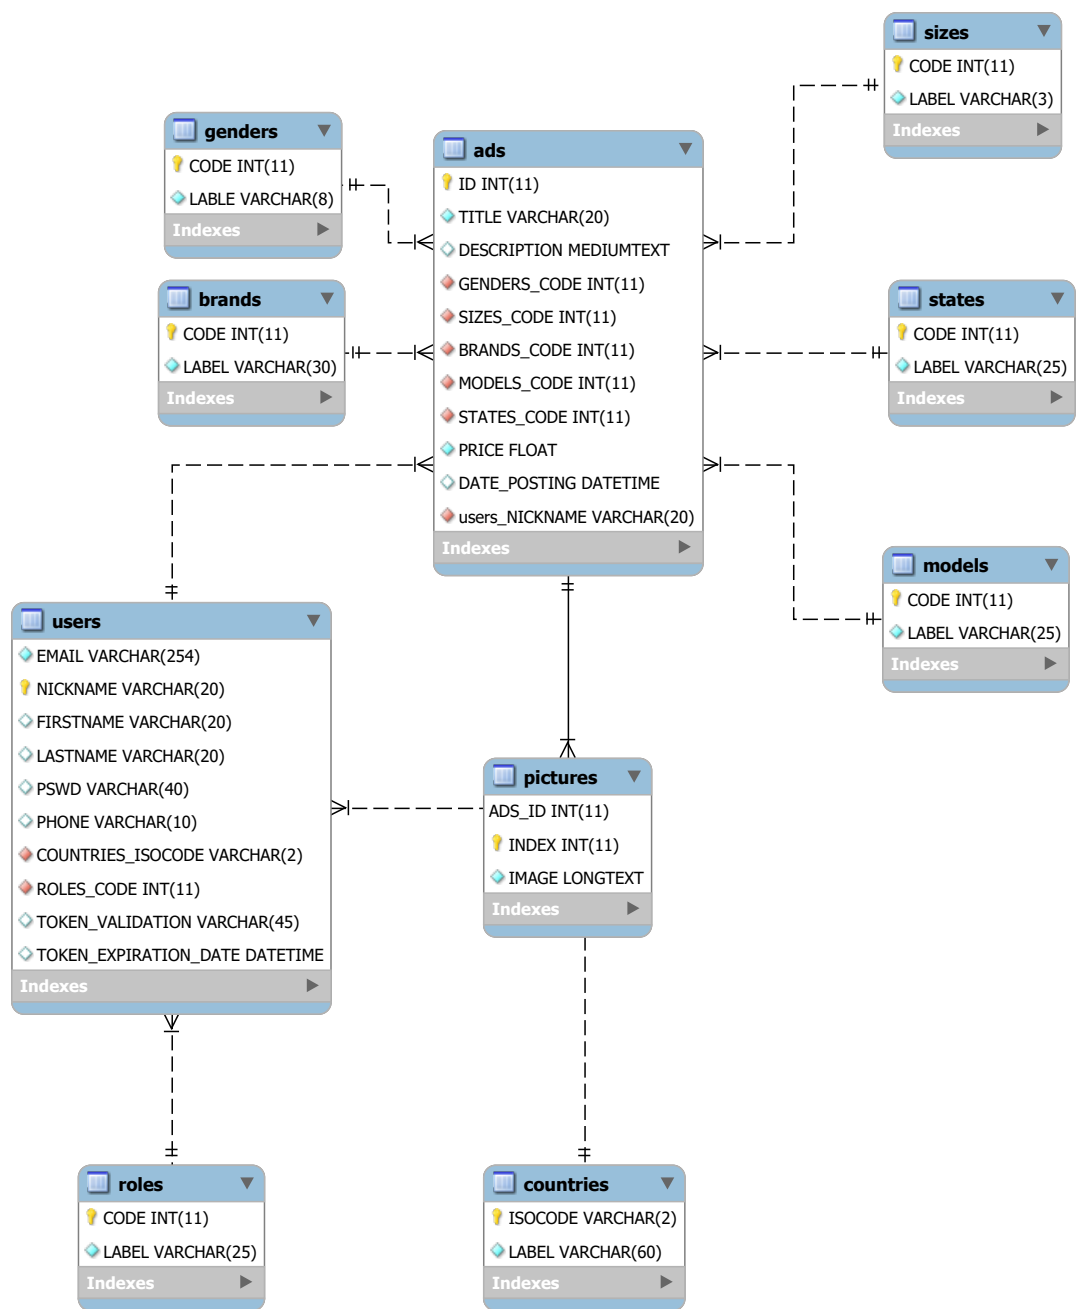 sizes
CODE INT(11)
LABEL VARCHAR(3)
Indexes
genders
CODE INT(11)
LABLE VARCHAR(8)
Indexes
ads
ID INT(11)
TITLE VARCHAR(20)
DESCRIPTION MEDIUMTEXT
GENDERS_CODE INT(11)
SIZES_CODE INT(11)
BRANDS_CODE INT(11)
MODELS_CODE INT(11)
STATES_CODE INT(11)
PRICE FLOAT
DATE_POSTING DATETIME
users_NICKNAME VARCHAR(20)
Indexes
brands
CODE INT(11)
LABEL VARCHAR(30)
Indexes
states
CODE INT(11)
LABEL VARCHAR(25)
Indexes
models
CODE INT(11)
LABEL VARCHAR(25)
Indexes
users
EMAIL VARCHAR(254)
NICKNAME VARCHAR(20)
FIRSTNAME VARCHAR(20)
LASTNAME VARCHAR(20)
PSWD VARCHAR(40)
PHONE VARCHAR(10)
COUNTRIES_ISOCODE VARCHAR(2)
ROLES_CODE INT(11)
TOKEN_VALIDATION VARCHAR(45)
TOKEN_EXPIRATION_DATE DATETIME
Indexes
pictures
ADS_ID INT(11)
INDEX INT(11)
IMAGE LONGTEXT
Indexes
roles
CODE INT(11)
LABEL VARCHAR(25)
Indexes
countries
ISOCODE VARCHAR(2)
LABEL VARCHAR(60)
Indexes